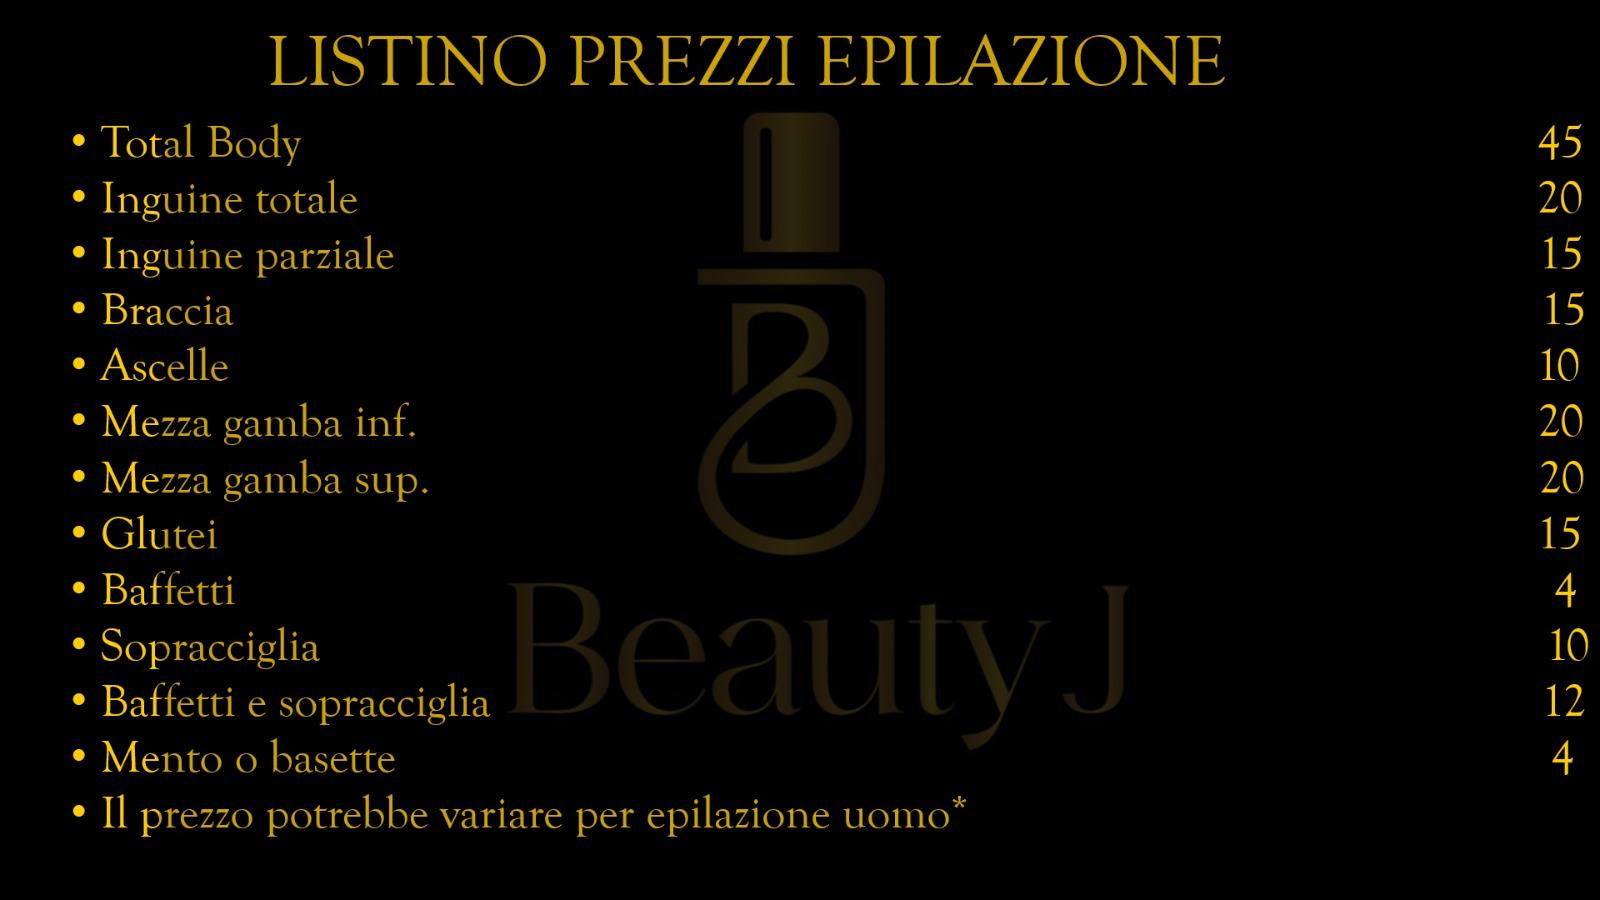 LISTINO PREZZI EPILAZIONE
• Total Body 45
• Inguine totale 20
• Inguine parziale 15
• Braccia 15
• Ascelle 10
• Mezza gamba inf. 20
• Mezza gamba sup. 20
• Glutei 15
• Baffetti 4
• Sopracciglia 10
• Baffetti e sopracciglia 12
• Mento o basette 4
• Il prezzo potrebbe variare per epilazione uomo*
B
Beauty J